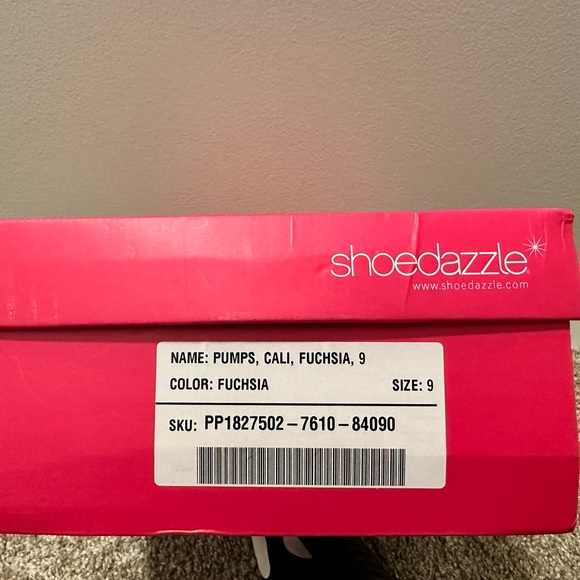 shoedazzle
www.shoedazzle.com
NAME: PUMPS, CALI, FUCHSIA, 9
COLOR: FUCHSIA SIZE: 9
SKU: PP1827502-7610-84090